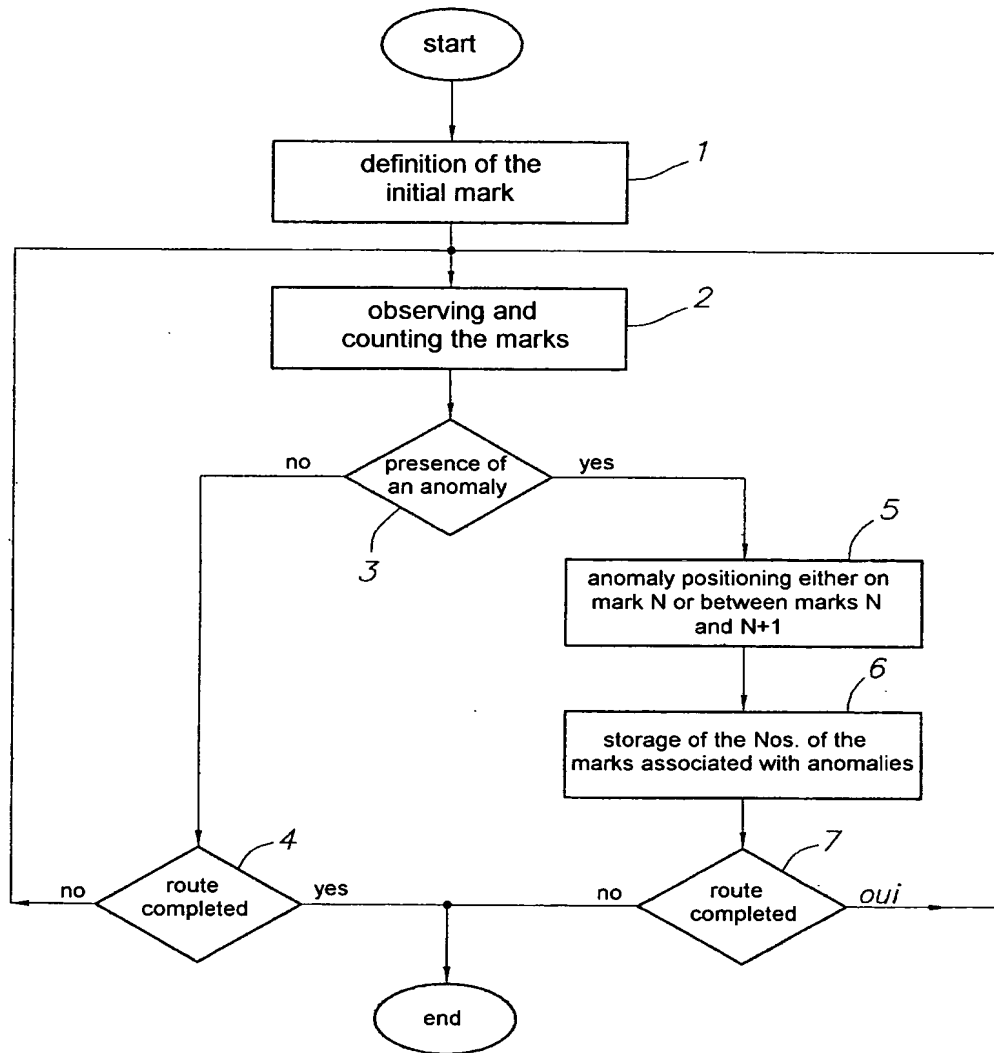 start
1
definition of the
initial mark
2
observing and
counting the marks
no
presence of
an anomaly
yes
3
5
anomaly positioning either on
mark N or between marks N
and N+1
6
storage of the Nos. of the
marks associated with anomalies
4
no
route
completed
yes
7
no
route
completed
oui
end